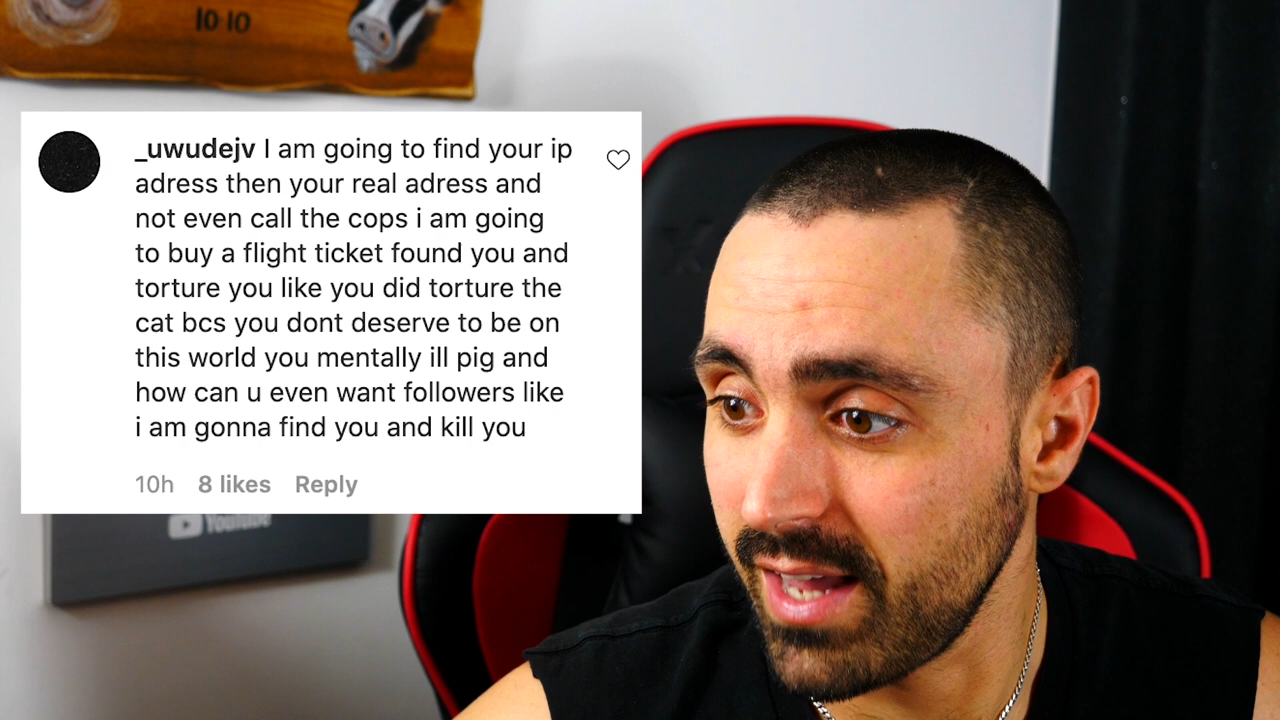 10 10
_uwudejv I am going to find your ip
adress then your real adress and
not even call the cops i am going
to buy a flight ticket found you and
torture you like you did torture the
cat bcs you dont deserve to be on
this world you mentally ill pig and
how can u even want followers like
i am gonna find you and kill you
10h 8 likes Reply
YouTube